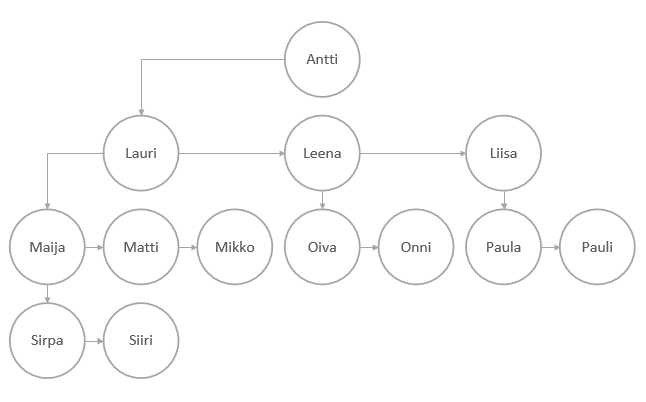 Antti
Lauri
Leena
Liisa
Maija
Matti
Mikko
Oiva
Onni
Paula
Pauli
Sirpa
Siiri